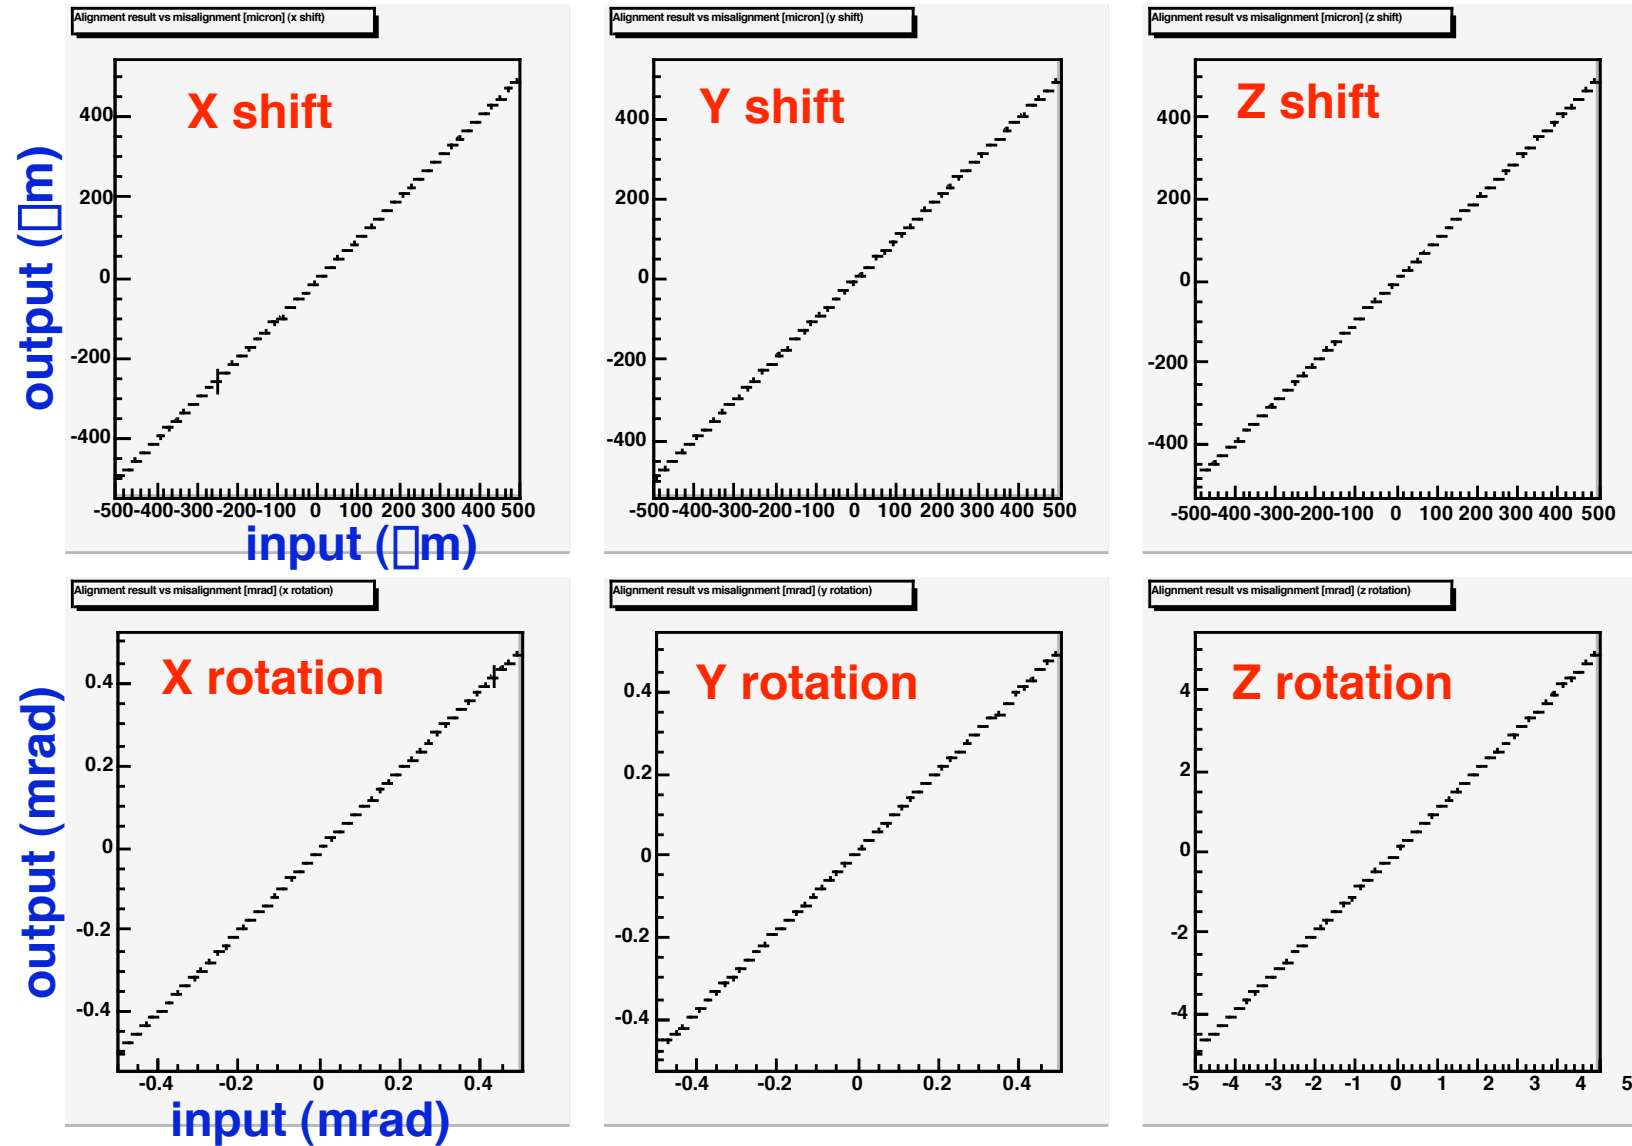 Alignment result vs misalignment [micron] (x shift)
Alignment result vs misalignment [micron] (y shift)
Alignment result vs misalignment [micron] (z shift)
X shift
Y shift
Z shift
output (▯m)
400
200
0
-200
-400
400
200
0
-200
-400
400
200
0
-200
-400
-500 -400 -300 -200 -100 0 100 200 300 400 500
-500 -400 -300 -200 -100 0 100 200 300 400 500
-500 -400 -300 -200 -100 0 100 200 300 400 500
input (▯m)
Alignment result vs misalignment [mrad] (x rotation)
Alignment result vs misalignment [mrad] (y rotation)
Alignment result vs misalignment [mrad] (z rotation)
X rotation
Y rotation
Z rotation
output (mrad)
0.4
0.2
0
-0.2
-0.4
0.4
0.2
0
-0.2
-0.4
4
2
0
-2
-4
-0.4 -0.2 0 0.2 0.4
-0.4 -0.2 0 0.2 0.4
-5 -4 -3 -2 -1 0 1 2 3 4 5
input (mrad)